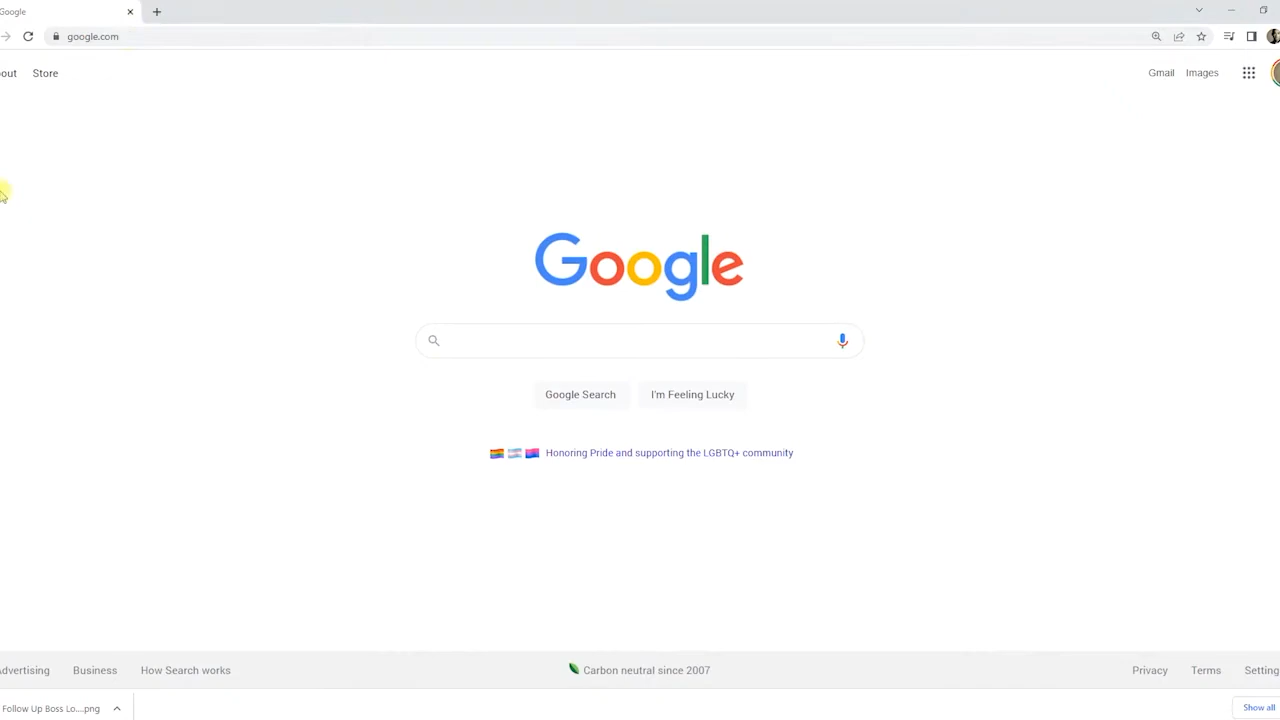 Google
google.com
out Store
Gmail Images
Google
Google Search I'm Feeling Lucky
Honoring Pride and supporting the LGBTQ+ community
dvertising Business How Search works
Carbon neutral since 2007
Privacy Terms Setting
Follow Up Boss Lo....png
Show all